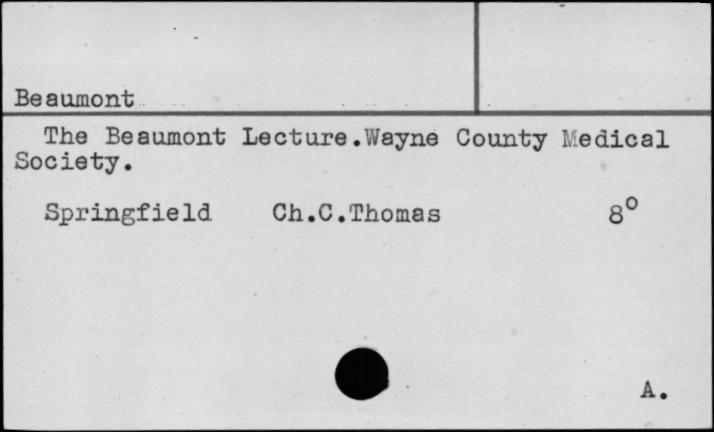 Beaumont
The Beaumont Lecture.Wayne County Medical
Society.
Springfield Ch.C.Thomas 8°
A.